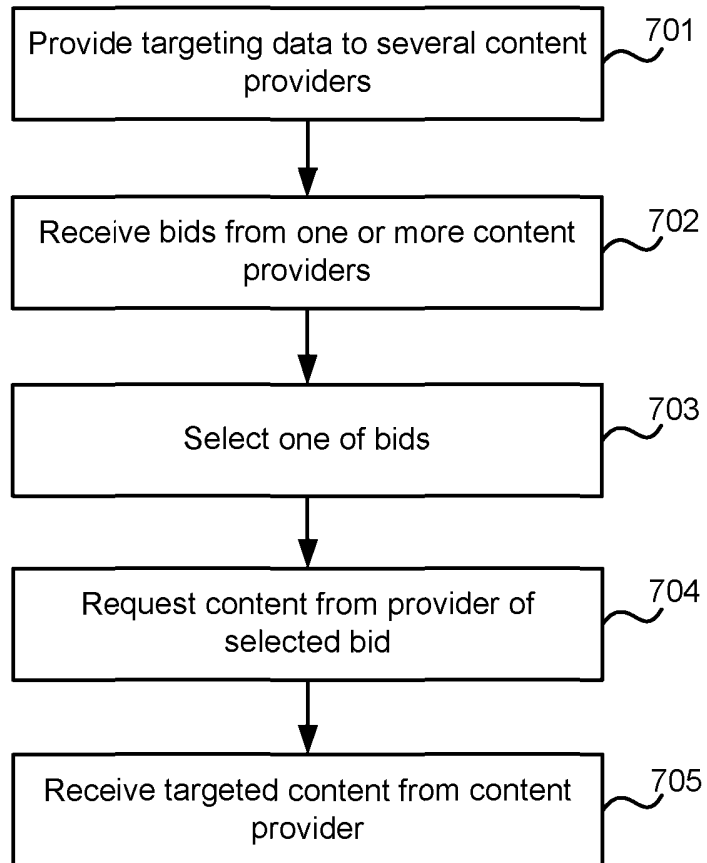 Provide targeting data to several content
providers
701
Receive bids from one or more content
providers
702
Select one of bids
703
Request content from provider of
selected bid
704
Receive targeted content from content
provider
705